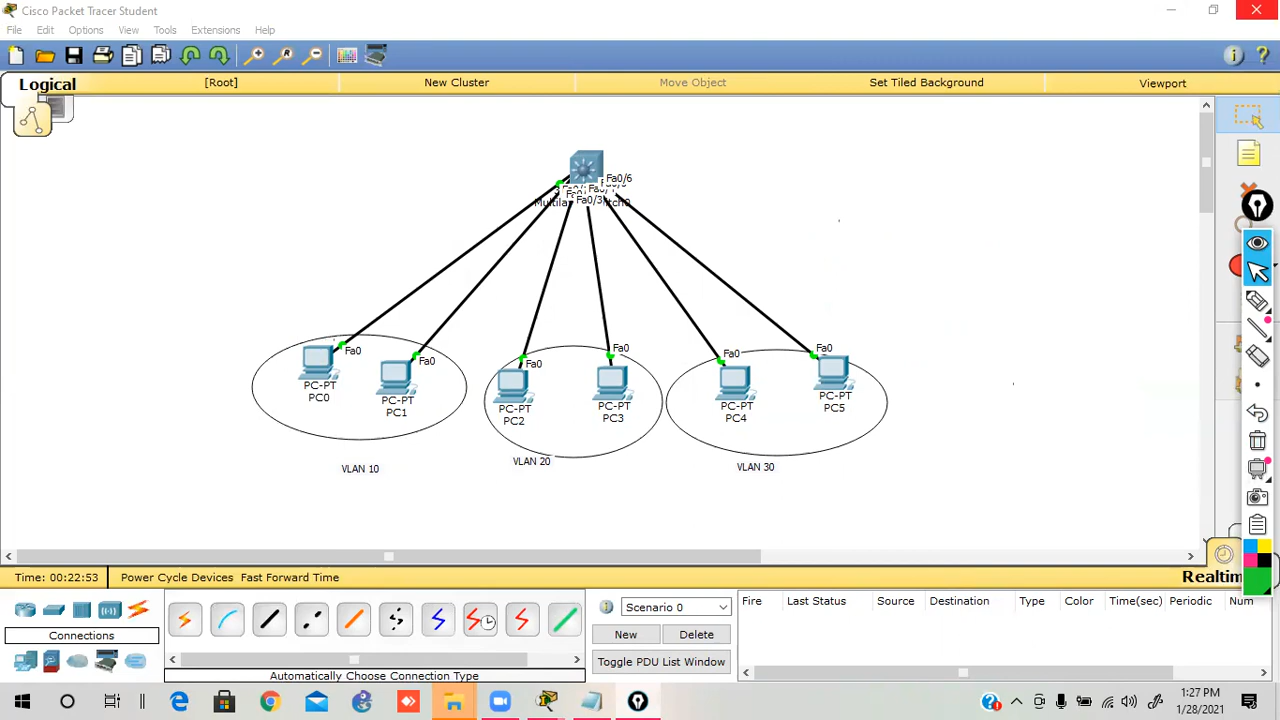 Cisco Packet Tracer Student
File Edit Options View Tools Extensions Help
Logical [Root] New Cluster Move Object Set Tiled Background Viewport
Fa0/6
Fa0/3
Fa0 Fa0 Fa0 Fa0 Fa0 Fa0
PC-PT
PC0
PC-PT
PC1
PC-PT
PC2
PC-PT
PC3
PC-PT
PC4
PC-PT
PC5
VLAN 10
VLAN 20
VLAN 30
Time: 00:22:53 Power Cycle Devices Fast Forward Time
Connections
Automatically Choose Connection Type
Scenario 0
New Delete
Toggle PDU List Window
Fire Last Status Source Destination Type Color Time(sec) Periodic Num
1:27 PM
1/28/2021